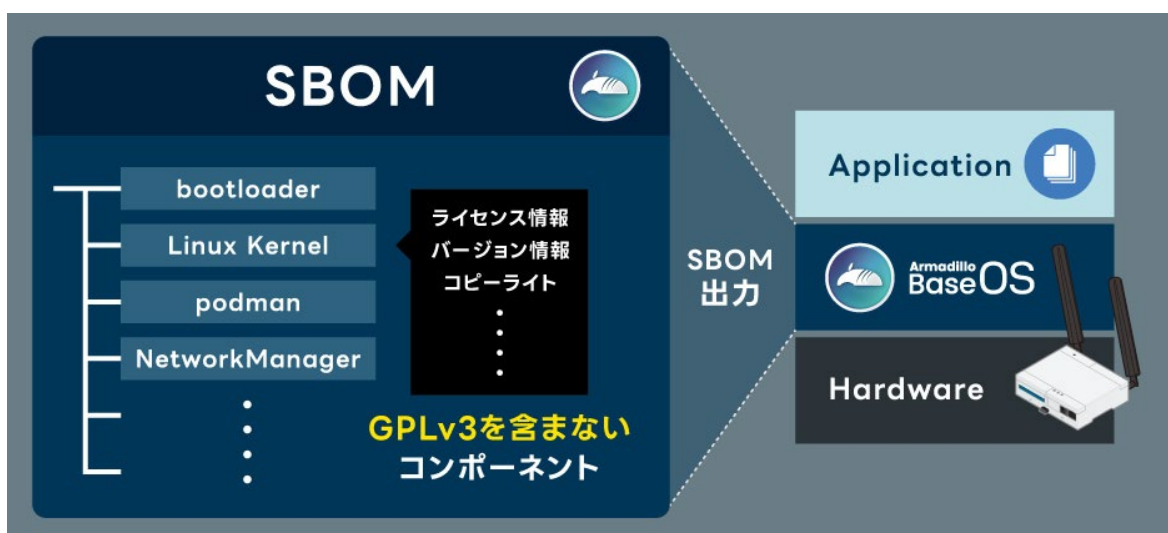 SBOM
bootloader
Linux Kernel
podman
NetworkManager
ライセンス情報
バージョン情報
コピーライト
GPLv3を含まない
コンポーネント
SBOM
出力
Application
Armadillo
Base OS
Hardware